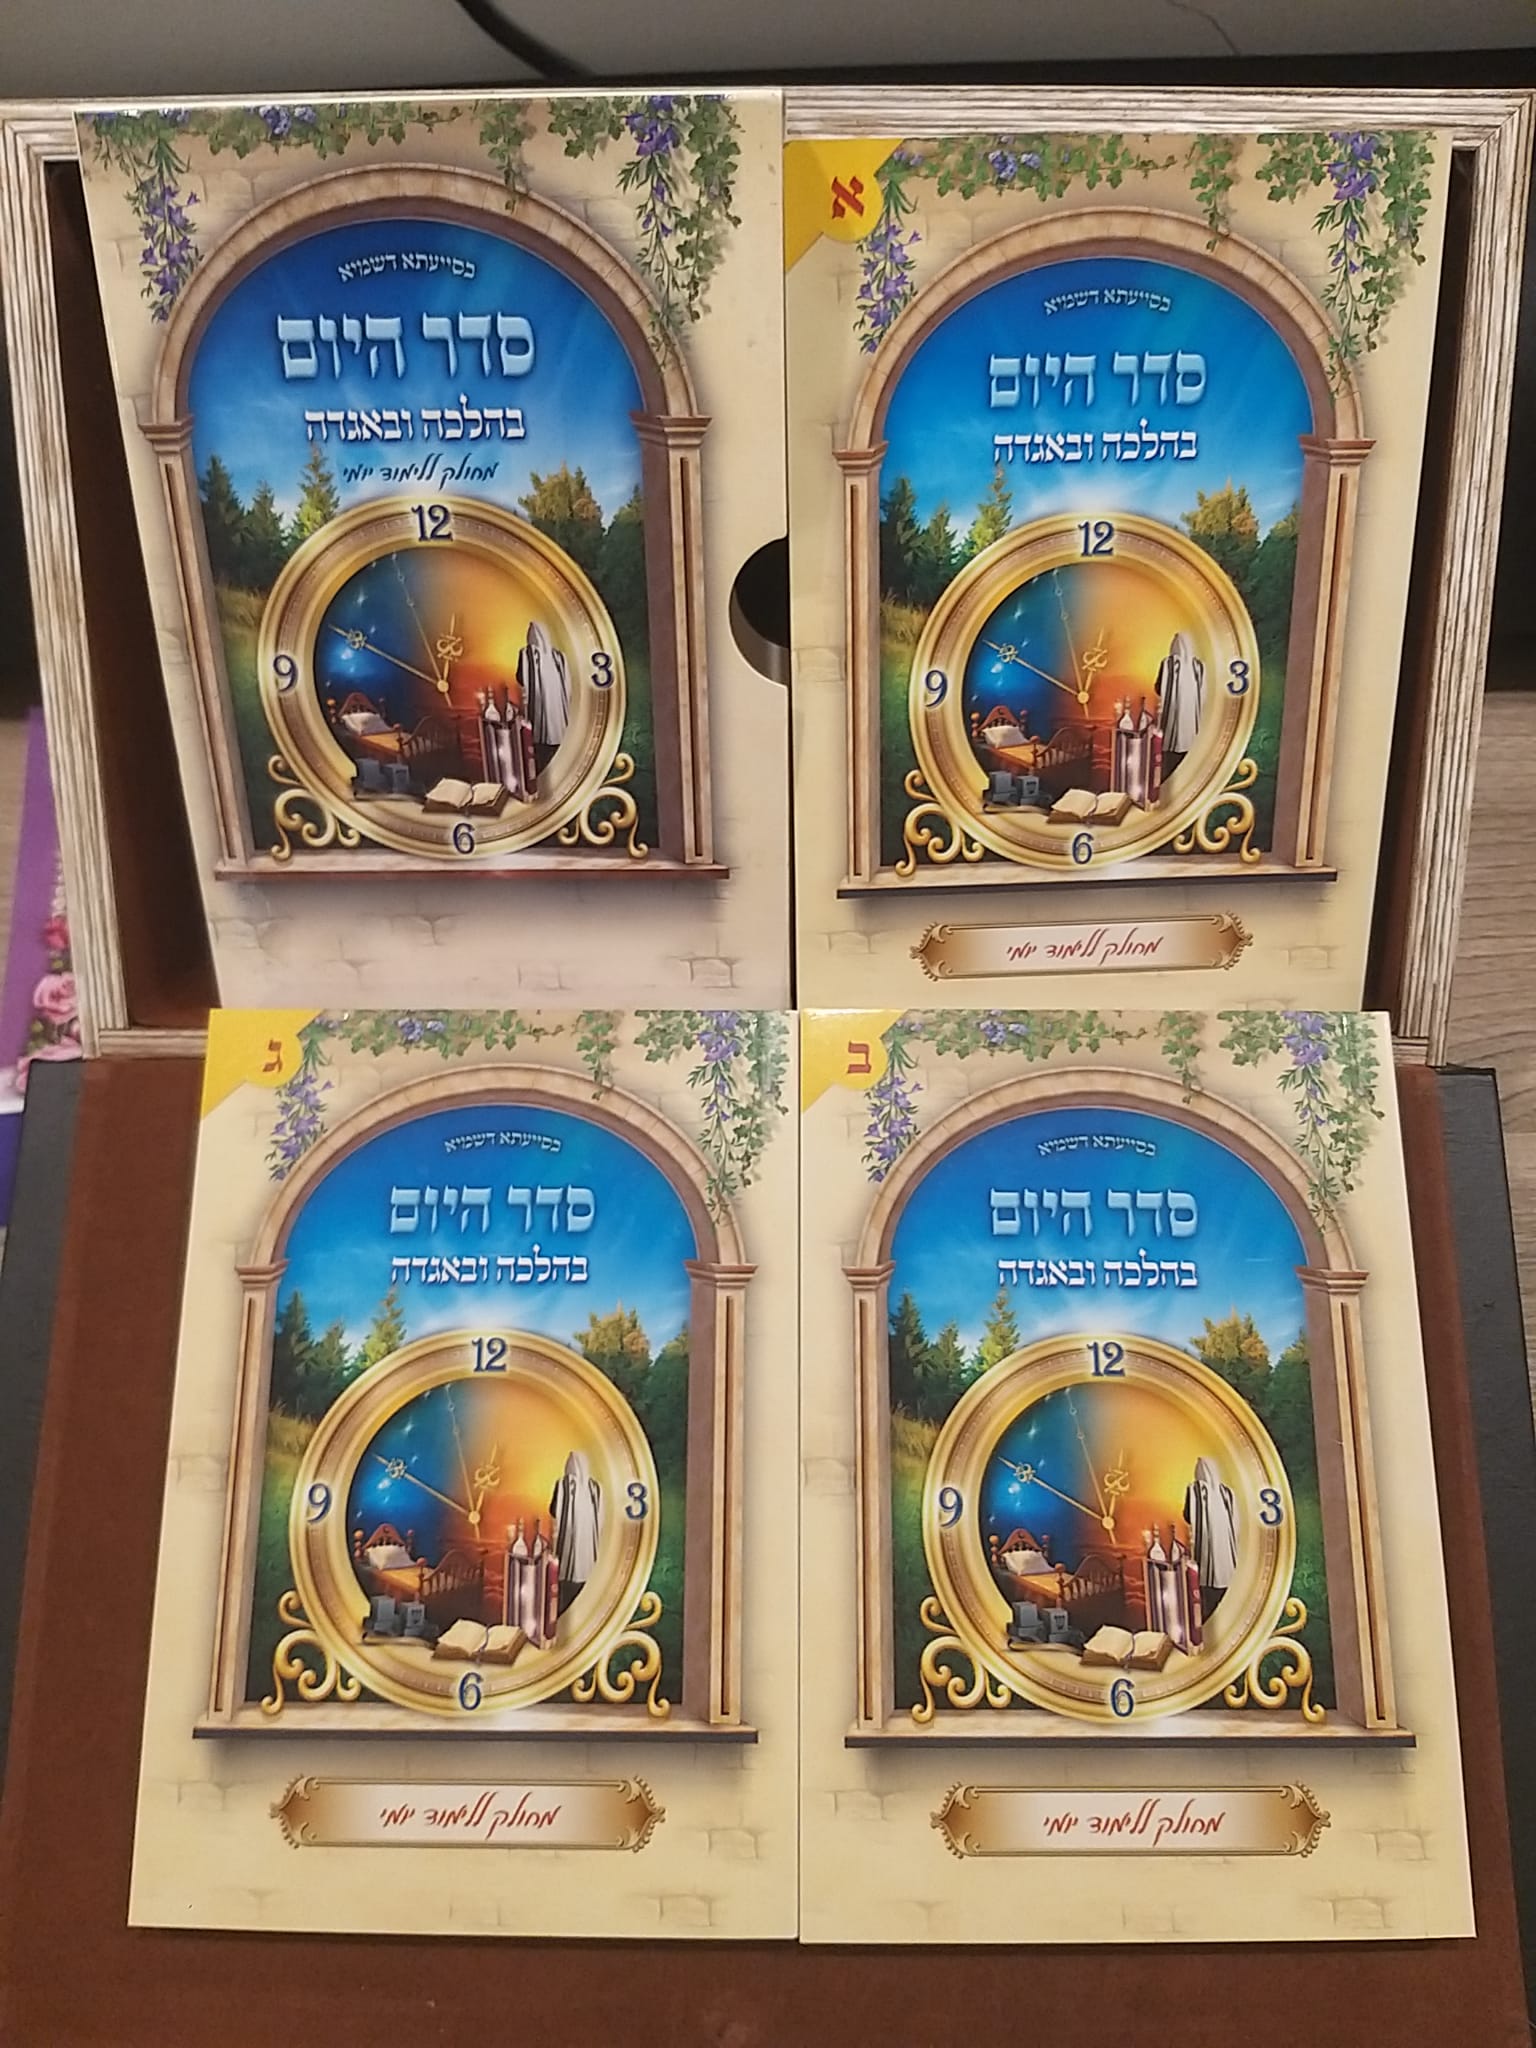 בסייעתא דשמיא
סדר היום
בהלכה ובאגדה
מחולק ללימוד יומי
12
9
3
6
א
בסייעתא דשמיא
סדר היום
בהלכה ובאגדה
12
9
3
6
מחולק ללימוד יומי
ב
בסייעתא דשמיא
סדר היום
בהלכה ובאגדה
12
9
3
6
מחולק ללימוד יומי
ג
בסייעתא דשמיא
סדר היום
בהלכה ובאגדה
12
9
3
6
מחולק ללימוד יומי